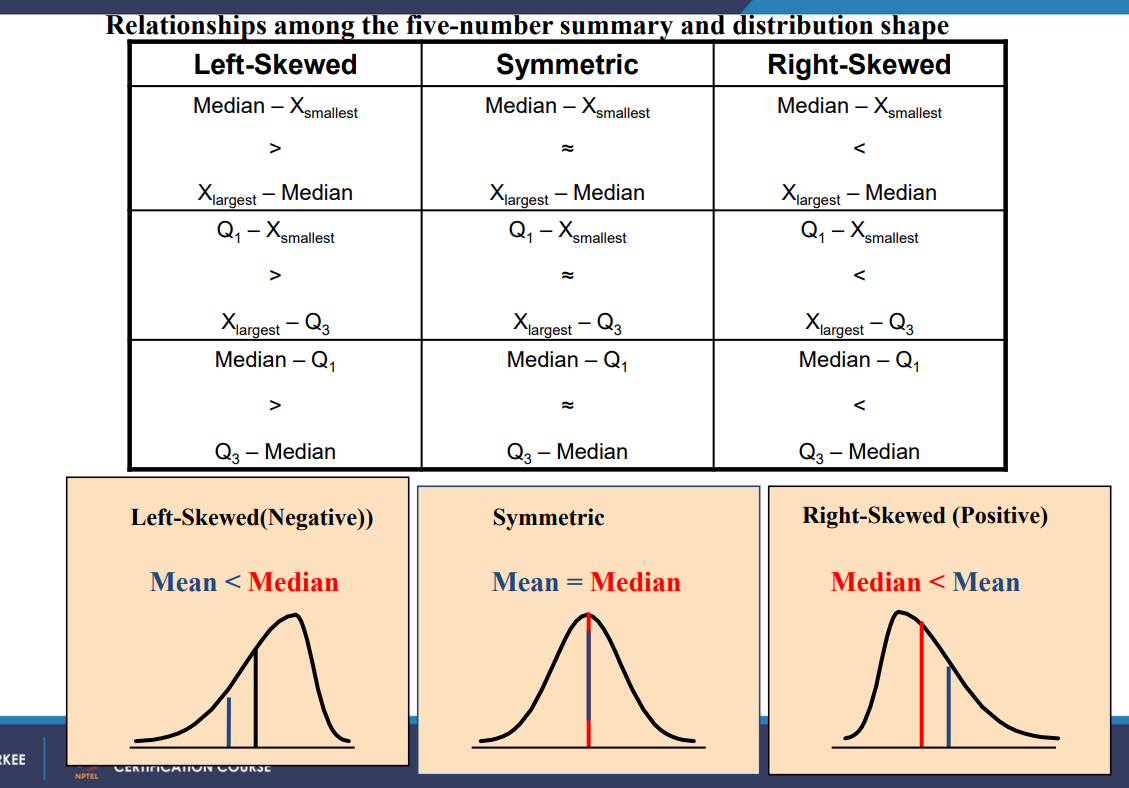 Relationships among the five-number summary and distribution shape
Left-Skewed Symmetric Right-Skewed
Median – Xsmallest Median – Xsmallest Median – Xsmallest
> ≈ <
Xlargest – Median Xlargest – Median Xlargest – Median
Q1 – Xsmallest Q1 – Xsmallest Q1 – Xsmallest
> ≈ <
Xlargest – Q3 Xlargest – Q3 Xlargest – Q3
Median – Q1 Median – Q1 Median – Q1
> ≈ <
Q3 – Median Q3 – Median Q3 – Median
Left-Skewed(Negative)) Symmetric Right-Skewed (Positive)
Mean < Median Mean = Median Median < Mean
NPTEL CERTIFICATION COURSE